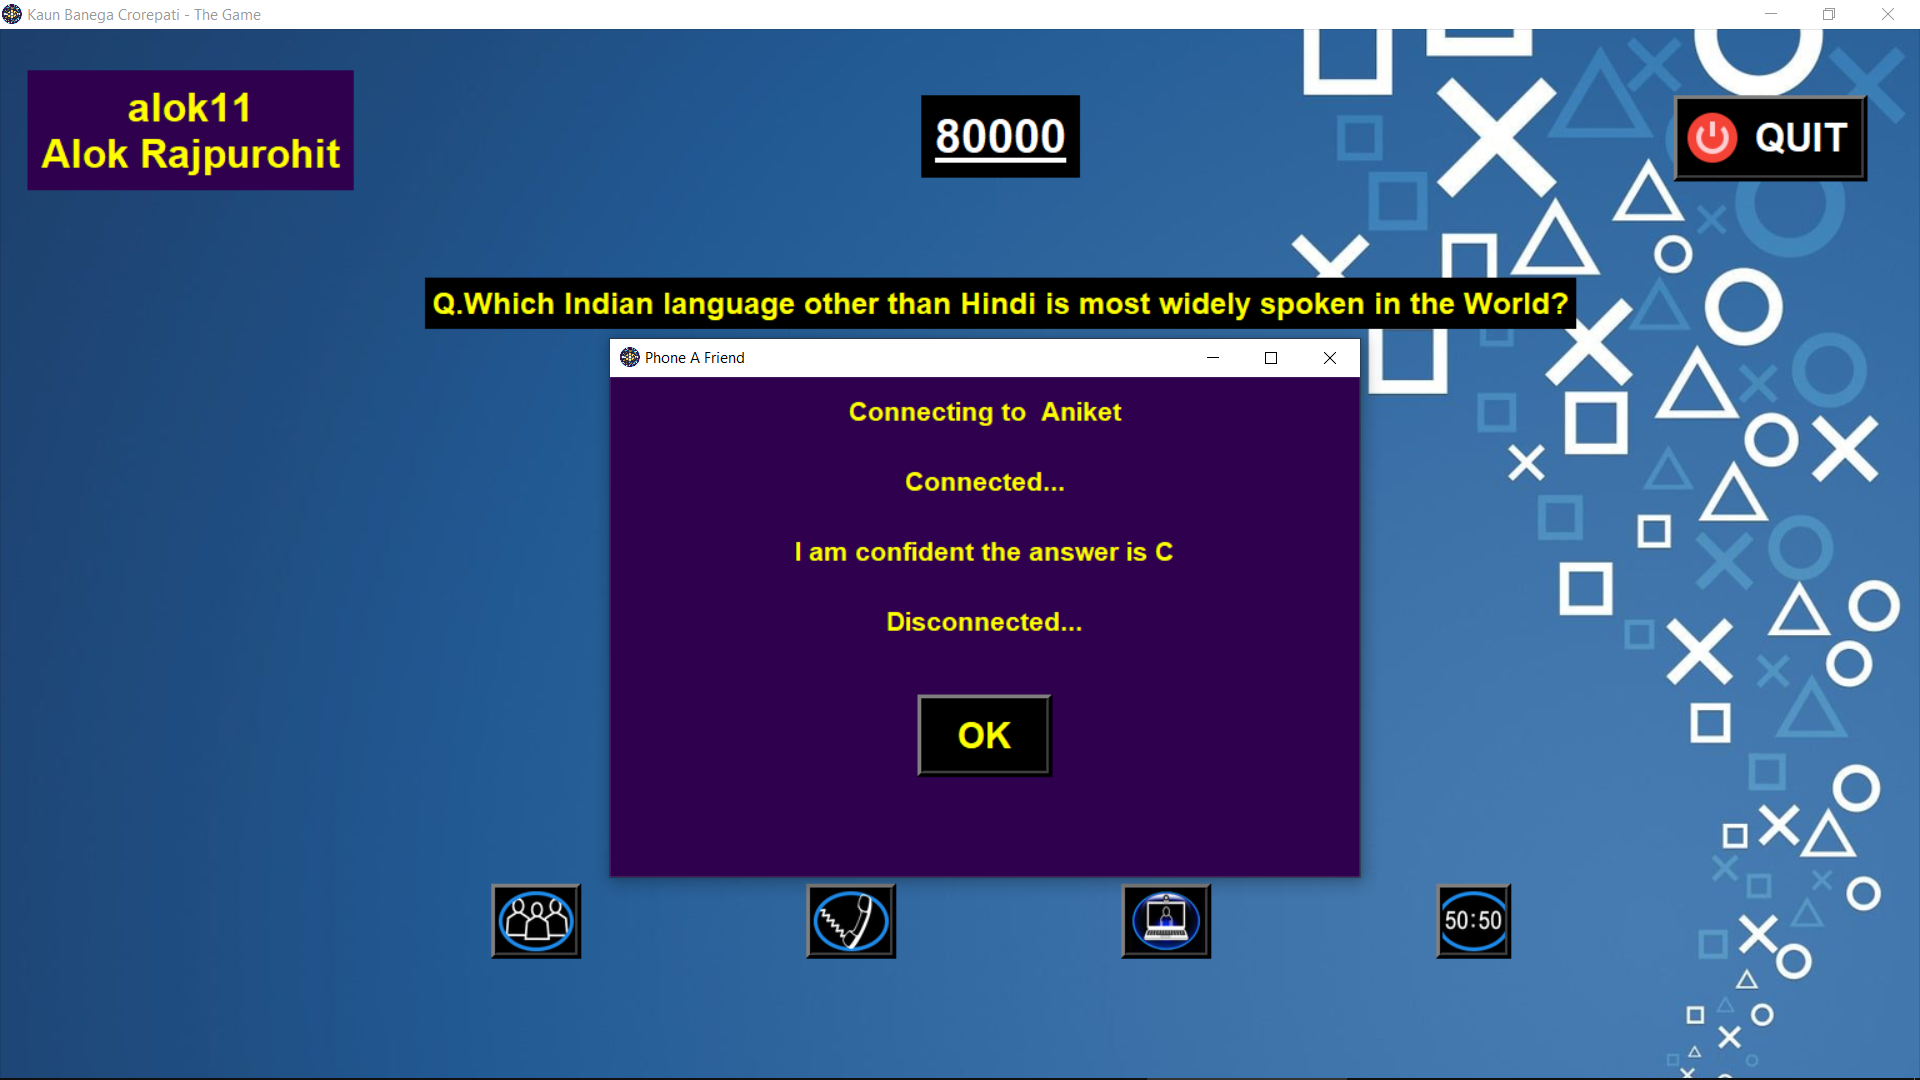 Kaun Banega Crorepati - The Game
alok11
Alok Rajpurohit
80000
QUIT
Q.Which Indian language other than Hindi is most widely spoken in the World?
Phone A Friend
Connecting to  Aniket
Connected...
I am confident the answer is C
Disconnected...
OK
50:50